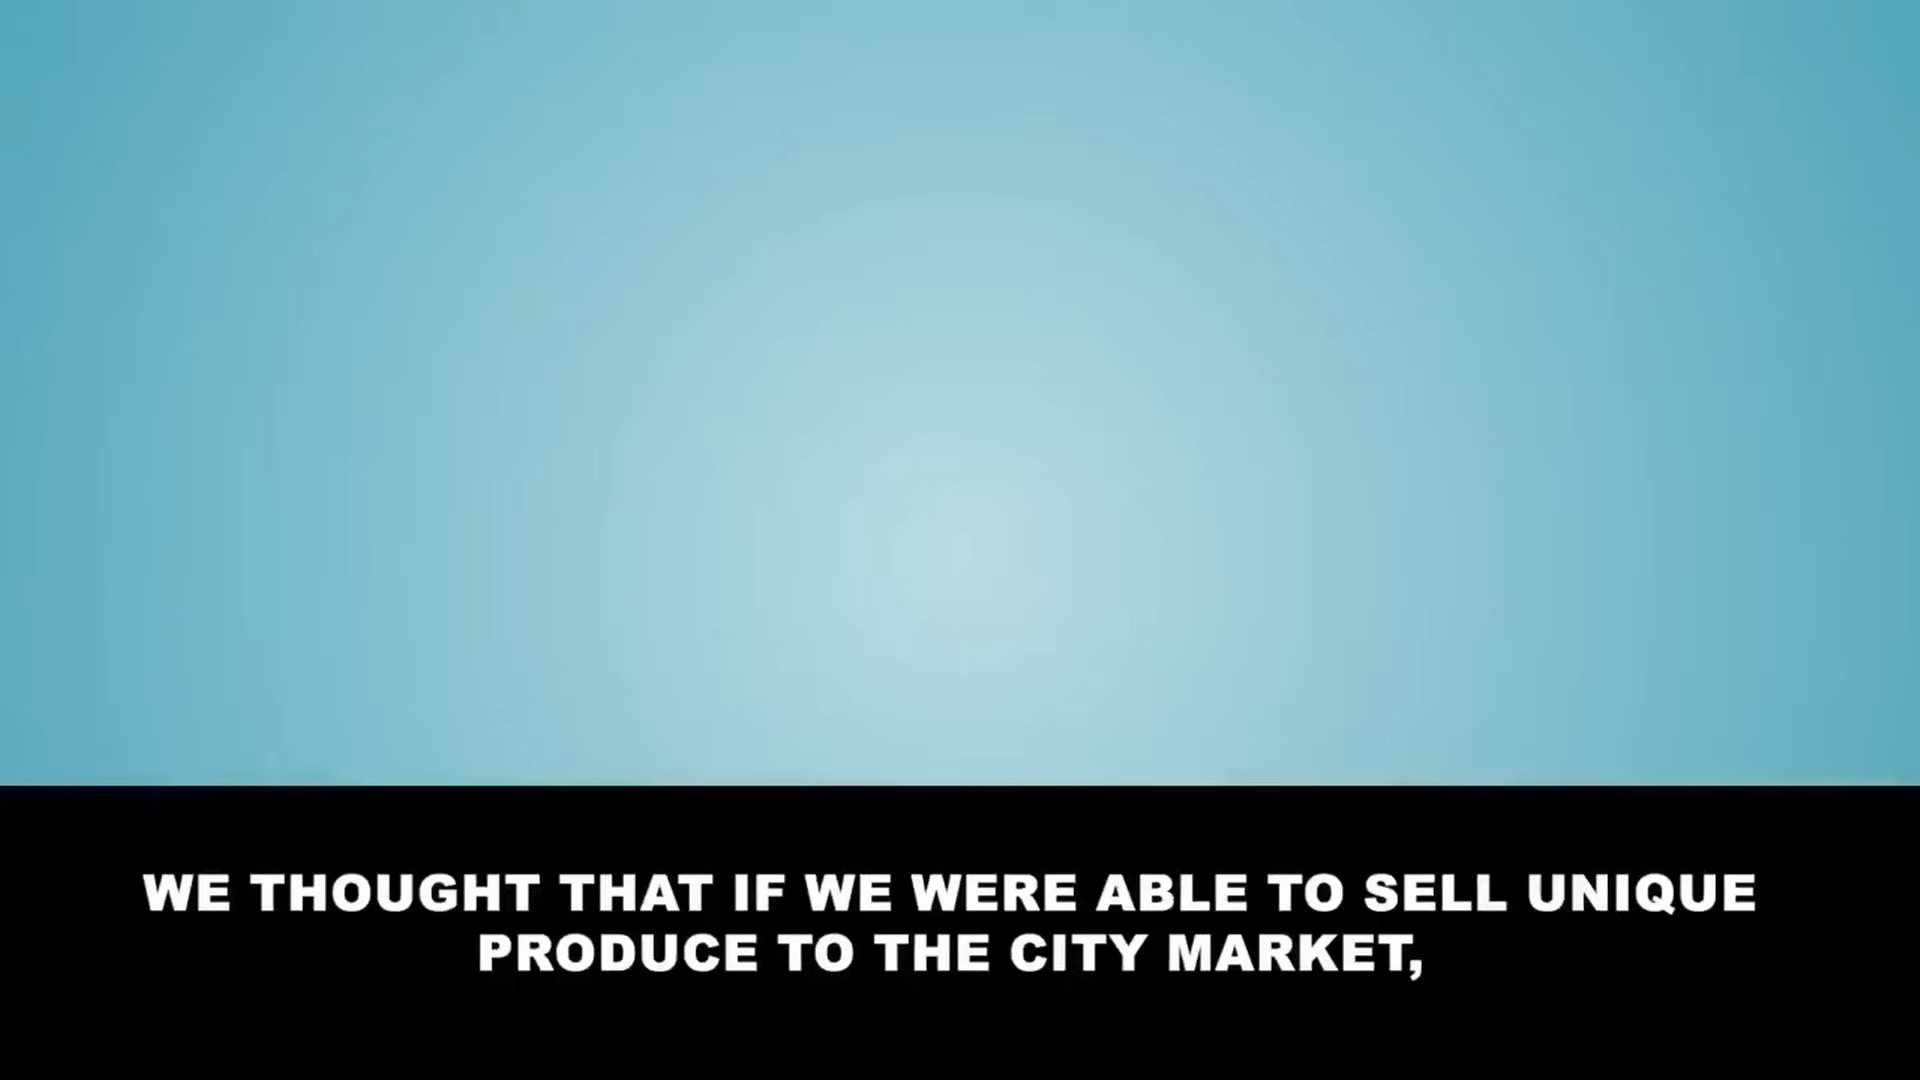 WE THOUGHT THAT IF WE WERE ABLE TO SELL UNIQUE
PRODUCE TO THE CITY MARKET,